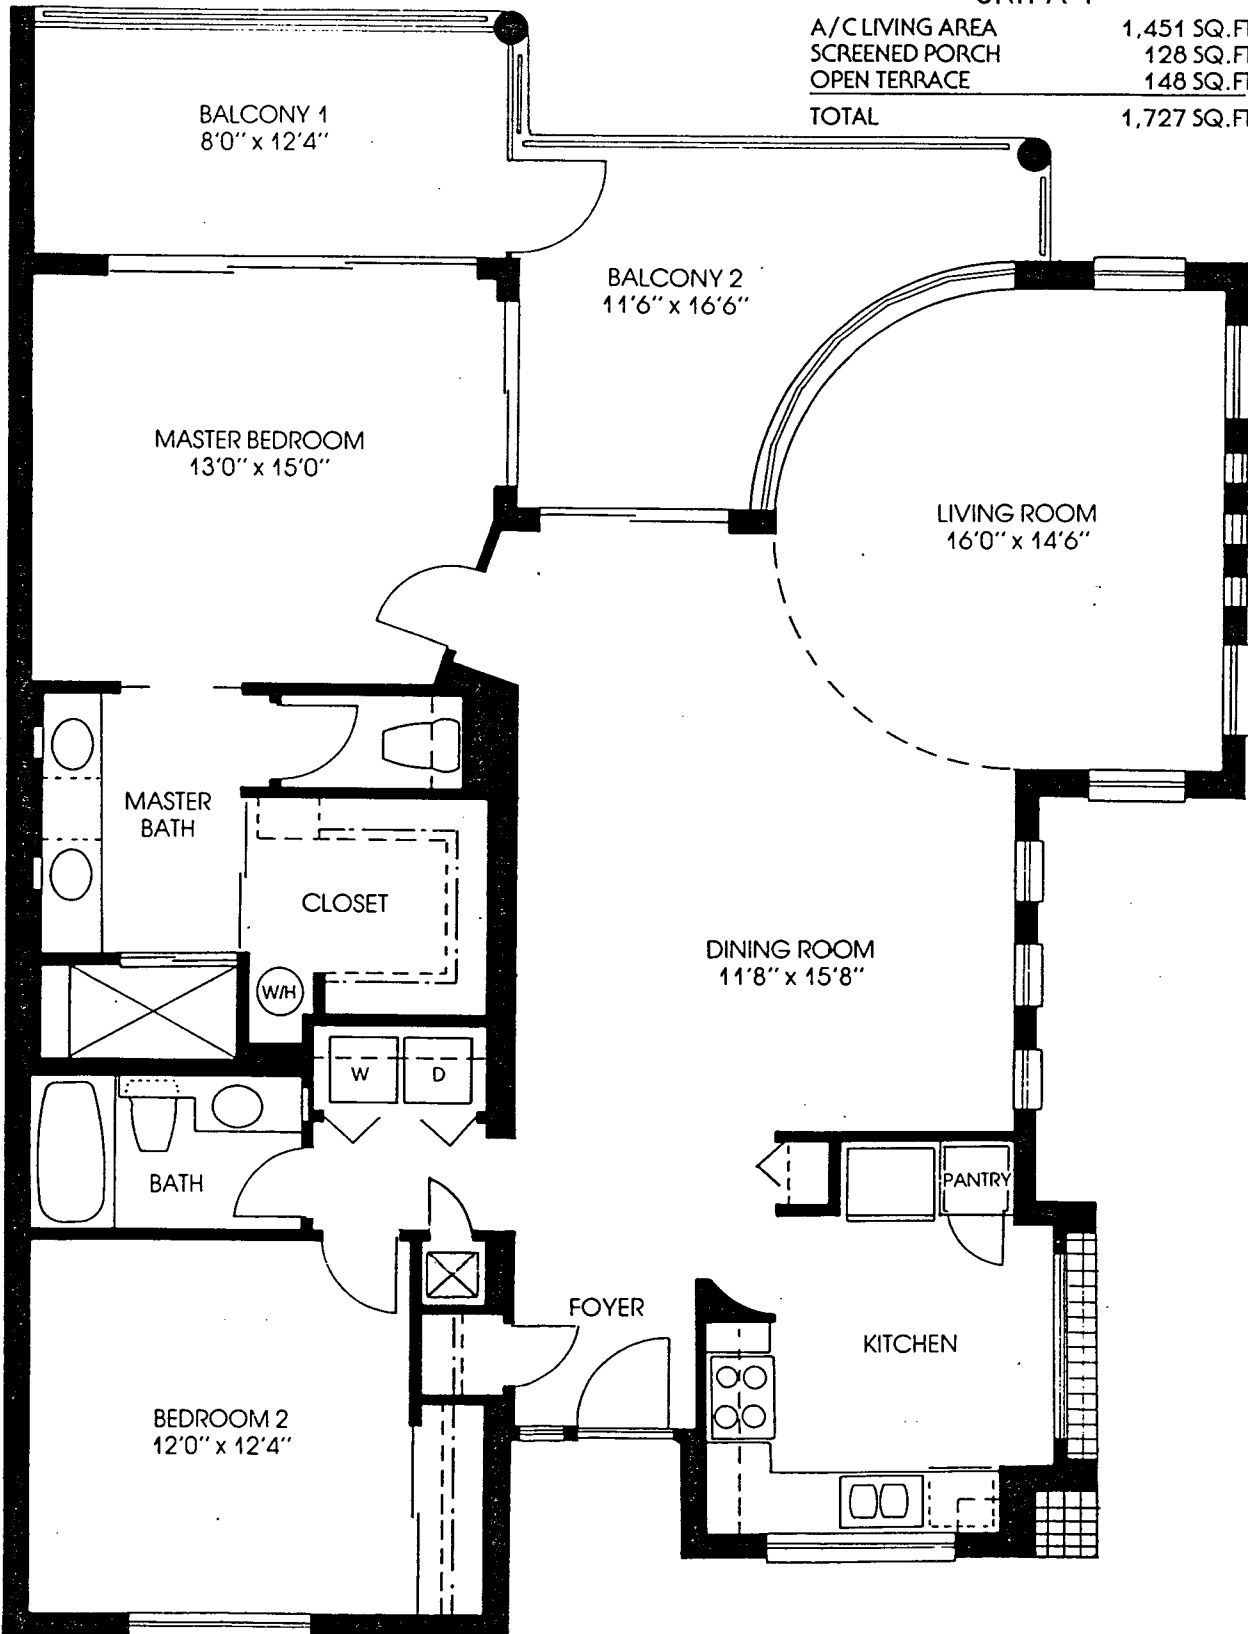 A/C LIVING AREA 1,451 SQ.FT
SCREENED PORCH 128 SQ.FT
OPEN TERRACE 148 SQ.FT
TOTAL 1,727 SQ.FT
BALCONY 1
8'0" x 12'4"
BALCONY 2
11'6" x 16'6"
MASTER BEDROOM
13'0" x 15'0"
LIVING ROOM
16'0" x 14'6"
MASTER
BATH
CLOSET
DINING ROOM
11'8" x 15'8"
W/H
W D
BATH
PANTRY
FOYER
KITCHEN
BEDROOM 2
12'0" x 12'4"